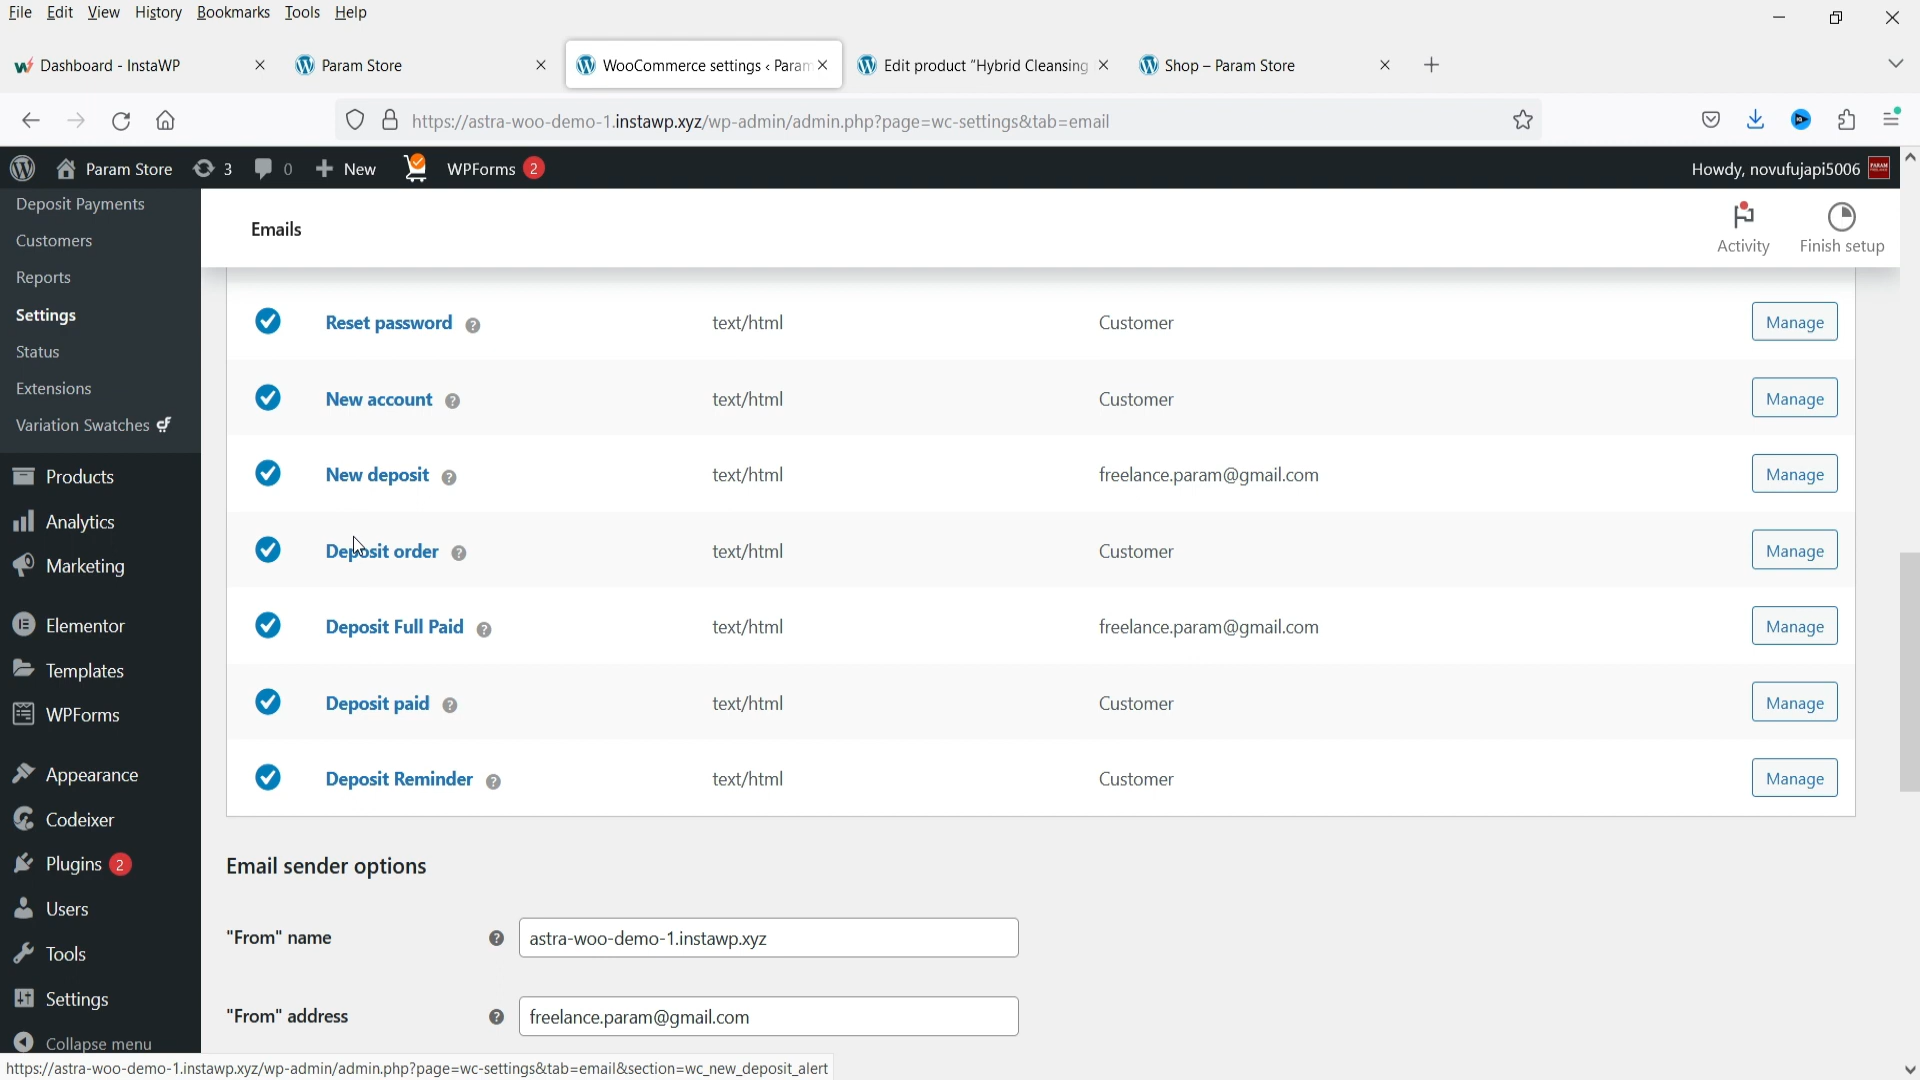 File Edit View History Bookmarks Tools Help
Dashboard - InstaWP
Param Store
WooCommerce settings ‹ Param
Edit product “Hybrid Cleansing
Shop – Param Store
https://astra-woo-demo-1.instawp.xyz/wp-admin/admin.php?page=wc-settings&tab=email
Param Store 3 0 New WPForms 2 Howdy, novufujapi5006
Deposit Payments
Customers
Reports
Settings
Status
Extensions
Variation Swatches
Products
Analytics
Marketing
Elementor
Templates
WPForms
Appearance
Codeixer
Plugins 2
Users
Tools
Settings
Collapse menu
Emails
Activity
Finish setup
Reset password ? text/html Customer Manage
New account ? text/html Customer Manage
New deposit ? text/html freelance.param@gmail.com Manage
Deposit order ? text/html Customer Manage
Deposit Full Paid ? text/html freelance.param@gmail.com Manage
Deposit paid ? text/html Customer Manage
Deposit Reminder ? text/html Customer Manage
Email sender options
"From" name ? astra-woo-demo-1.instawp.xyz
"From" address ? freelance.param@gmail.com
https://astra-woo-demo-1.instawp.xyz/wp-admin/admin.php?page=wc-settings&tab=email&section=wc_new_deposit_alert